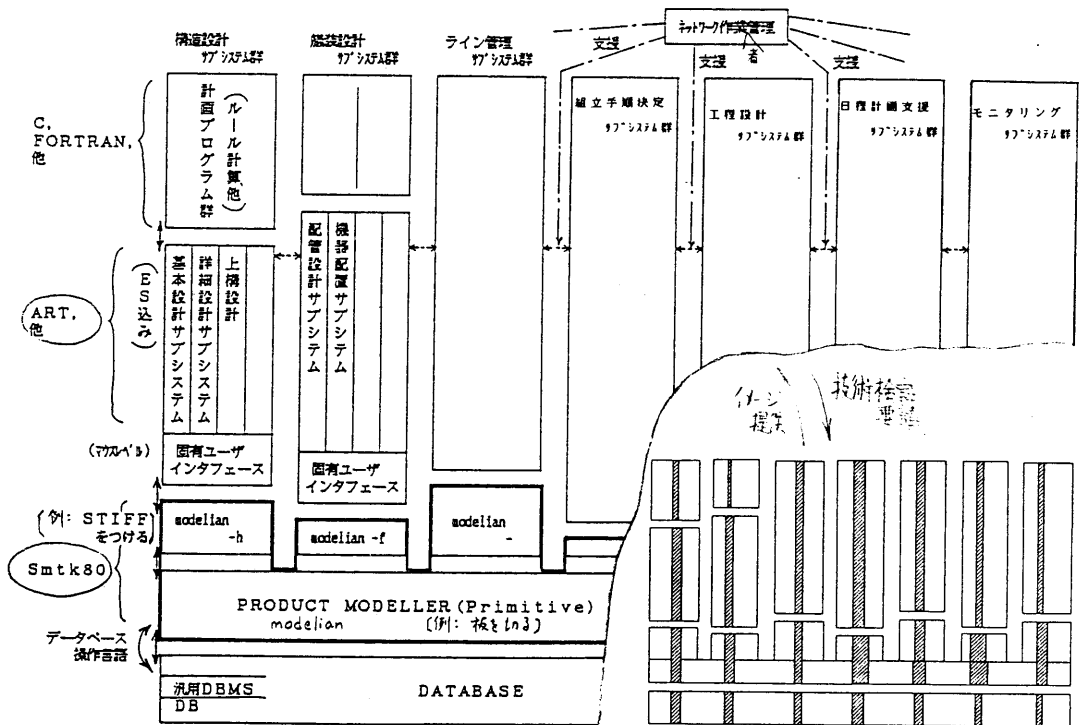 構造設計
サブシステム群
艤装設計
サブシステム群
ライン管理
サブシステム群
支援
ネットワーク作業管理
者
支援
支援
C,
FORTRAN,
他
計画プログラム群
(ルール計算、他)
組立手順決定
サブシステム群
工程設計
サブシステム群
日程計画支援
サブシステム群
モニタリング
サブシステム群
ART,
他
(ES込み)
基本設計サブシステム
詳細設計サブシステム
上構設計
配管設計サブシステム
機器配置サブシステム
(マウスレベル)
固有ユーザ
インタフェース
固有ユーザ
インタフェース
イメージ
提供
技術検証
要請
(例: STIFF
をつける)
modelian
-h
modelian -f
modelian
-
Smtk80
PRODUCT MODELLER(Primitive)
modelian
(例: 板を切る)
データベース
操作言語
汎用DBMS
DB
DATABASE